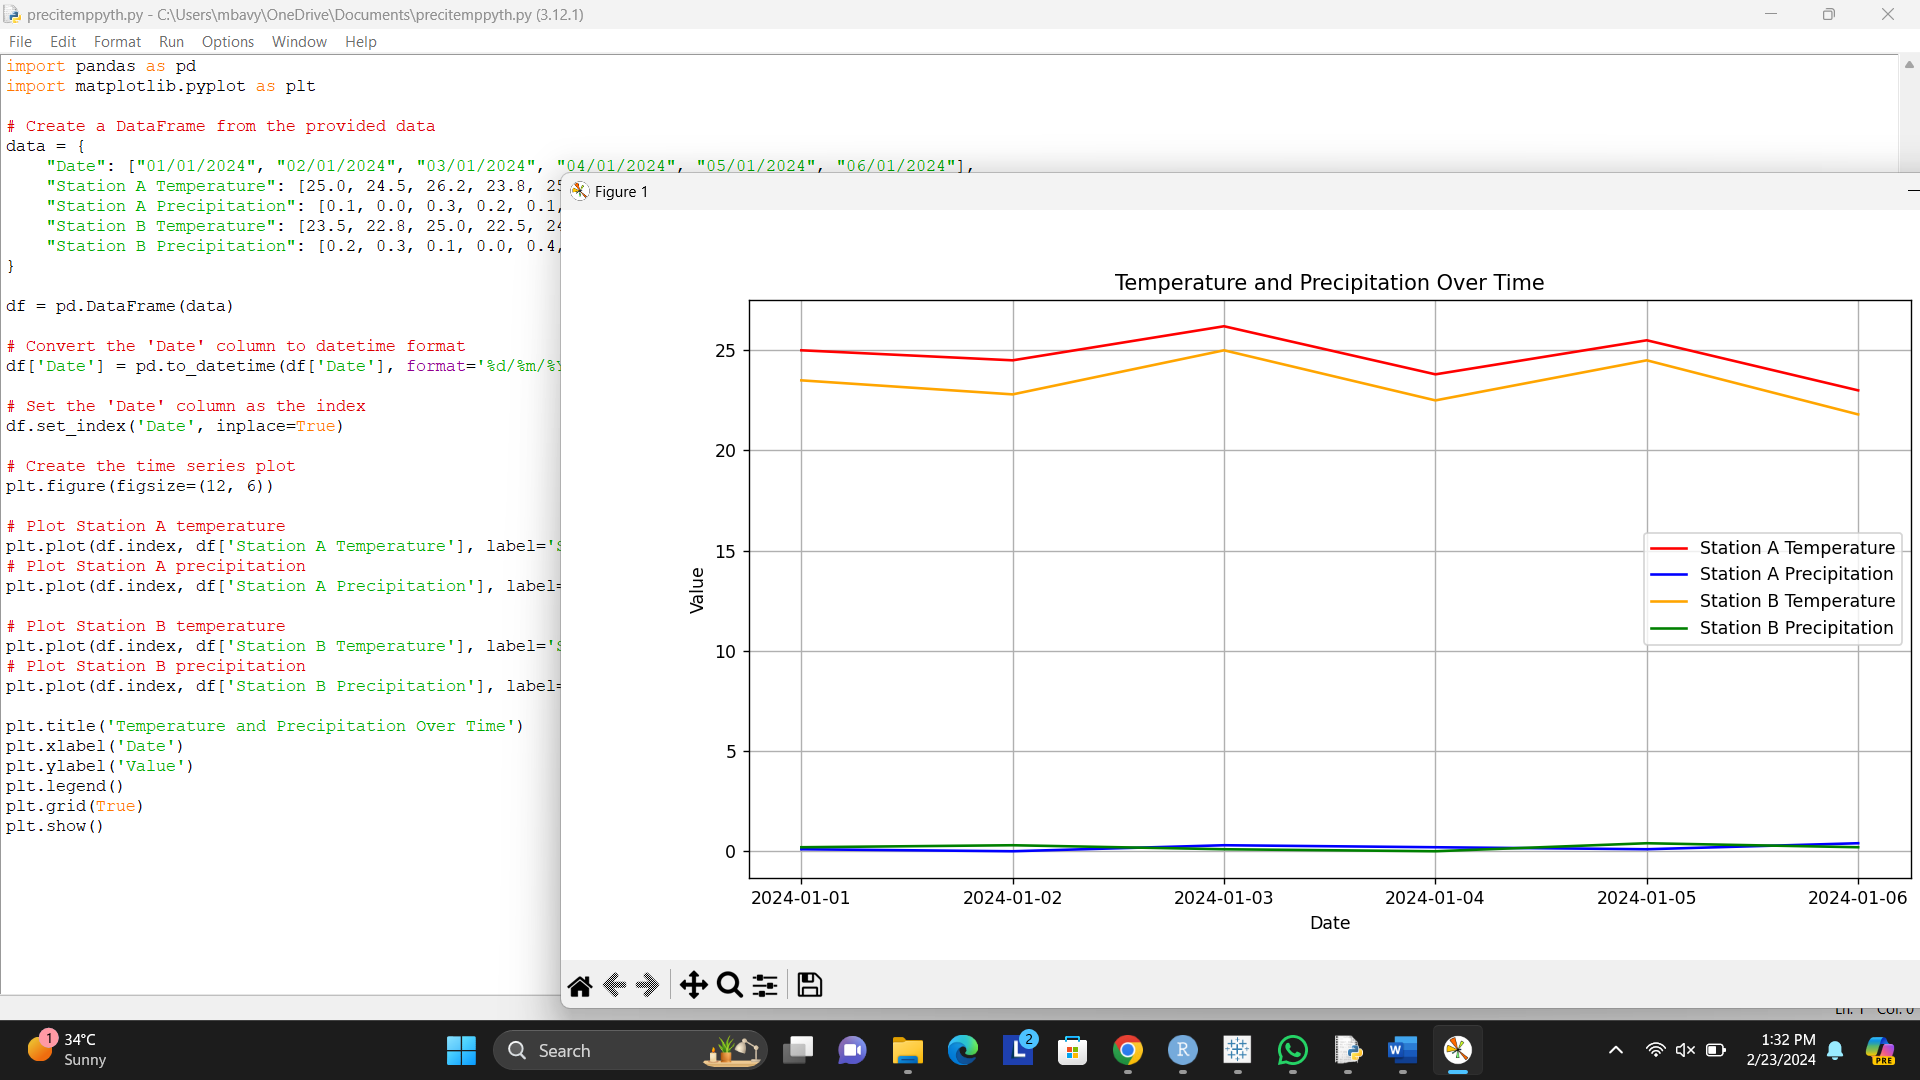 precitemppyth.py - C:\Users\mbavy\OneDrive\Documents\precitemppyth.py (3.12.1)
File Edit Format Run Options Window Help
import pandas as pd
import matplotlib.pyplot as plt
# Create a DataFrame from the provided data
data = {
"Date": ["01/01/2024", "02/01/2024", "03/01/2024", "04/01/2024", "05/01/2024", "06/01/2024"],
"Station A Temperature": [25.0, 24.5, 26.2, 23.8, 25
"Station A Precipitation": [0.1, 0.0, 0.3, 0.2, 0.1,
"Station B Temperature": [23.5, 22.8, 25.0, 22.5, 24
"Station B Precipitation": [0.2, 0.3, 0.1, 0.0, 0.4,
}
df = pd.DataFrame(data)
# Convert the 'Date' column to datetime format
df['Date'] = pd.to_datetime(df['Date'], format='%d/%m/%Y
# Set the 'Date' column as the index
df.set_index('Date', inplace=True)
# Create the time series plot
plt.figure(figsize=(12, 6))
# Plot Station A temperature
plt.plot(df.index, df['Station A Temperature'], label='S
# Plot Station A precipitation
plt.plot(df.index, df['Station A Precipitation'], label=
# Plot Station B temperature
plt.plot(df.index, df['Station B Temperature'], label='S
# Plot Station B precipitation
plt.plot(df.index, df['Station B Precipitation'], label=
plt.title('Temperature and Precipitation Over Time')
plt.xlabel('Date')
plt.ylabel('Value')
plt.legend()
plt.grid(True)
plt.show()
Figure 1
Temperature and Precipitation Over Time
25
20
15
10
5
0
Value
Station A Temperature
Station A Precipitation
Station B Temperature
Station B Precipitation
2024-01-01 2024-01-02 2024-01-03 2024-01-04 2024-01-05 2024-01-06
Date
Ln: 1 Col: 0
1
34°C
Sunny
Search
L
2
R
W
1:32 PM
2/23/2024
PRE